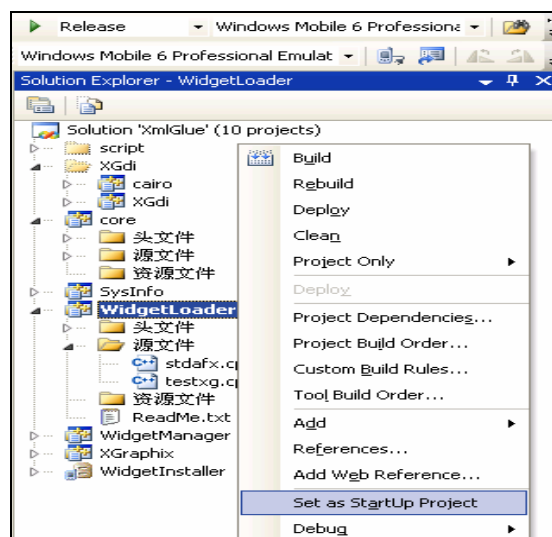 Release
Windows Mobile 6 Professiona
Windows Mobile 6 Professional Emulat
Solution Explorer - WidgetLoader
Solution 'XmlGlue' (10 projects)
script
XGdi
cairo
XGdi
core
头文件
源文件
资源文件
SysInfo
WidgetLoader
头文件
源文件
stdafx.c
testxg.c
资源文件
ReadMe.txt
WidgetManager
XGraphix
WidgetInstaller
Build
Rebuild
Deploy
Clean
Project Only
Deploy
Project Dependencies...
Project Build Order...
Custom Build Rules...
Tool Build Order...
Add
References...
Add Web Reference...
Set as StartUp Project
Debug